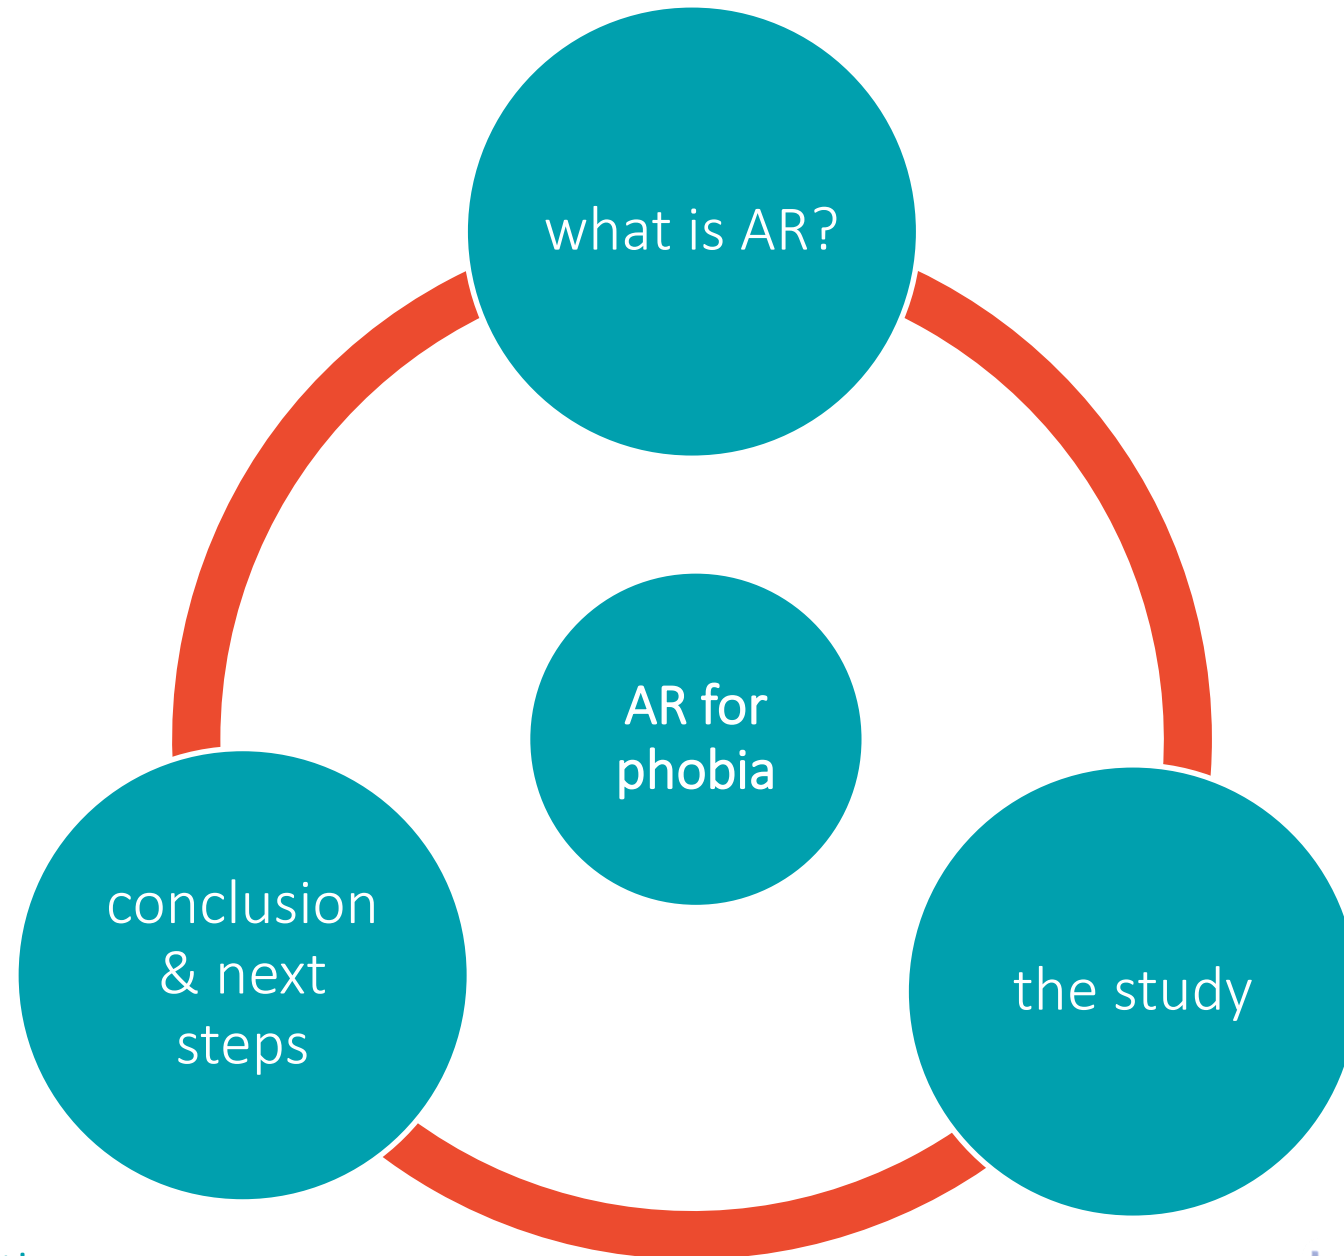 what is AR?
AR for
phobia
the study
conclusion
& next
steps